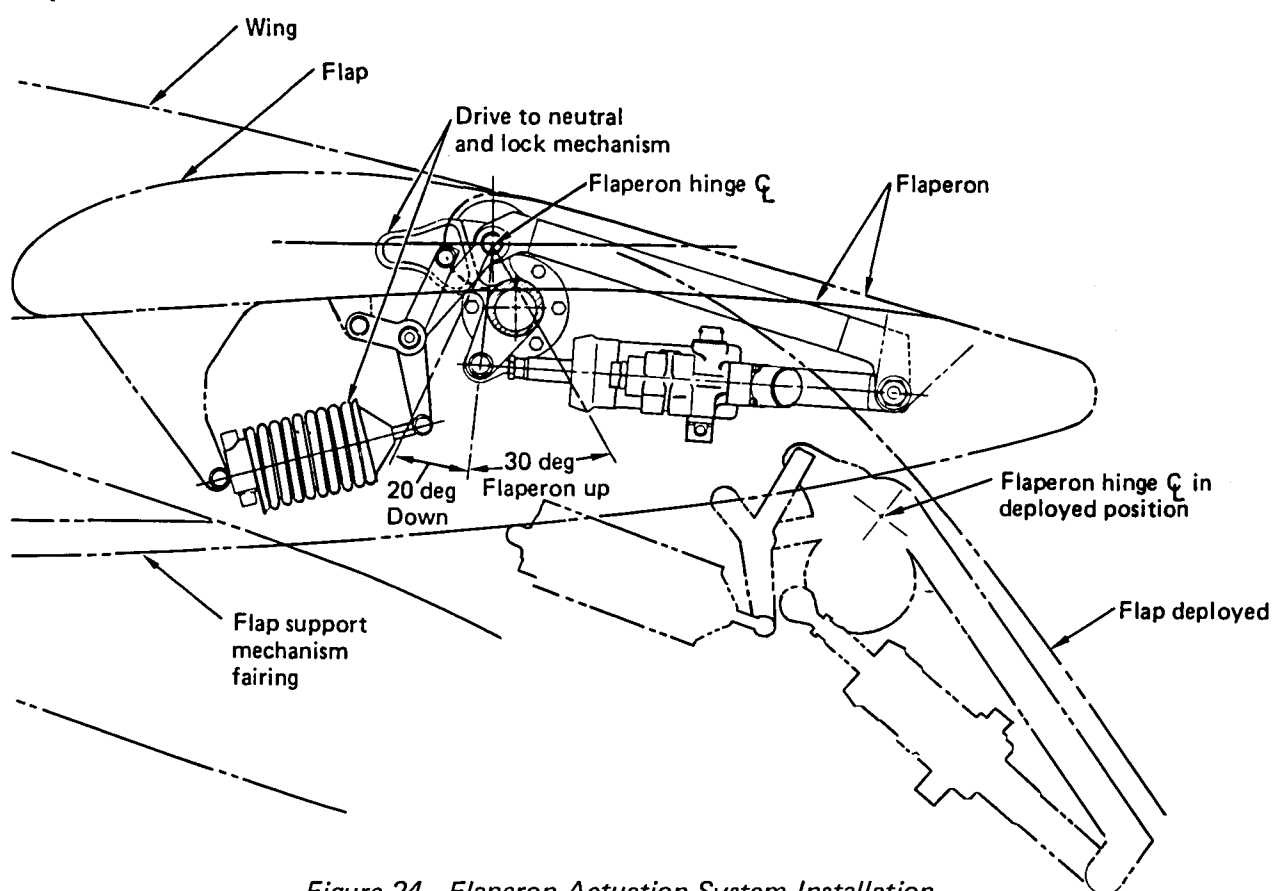 Wing
Flap
Drive to neutral
and lock mechanism
Flaperon hinge ℄
Flaperon
30 deg
Flaperon up
20 deg
Down
Flaperon hinge ℄ in
deployed position
Flap support
mechanism
fairing
Flap deployed
Figure 24. Flaperon Actuation System Installation